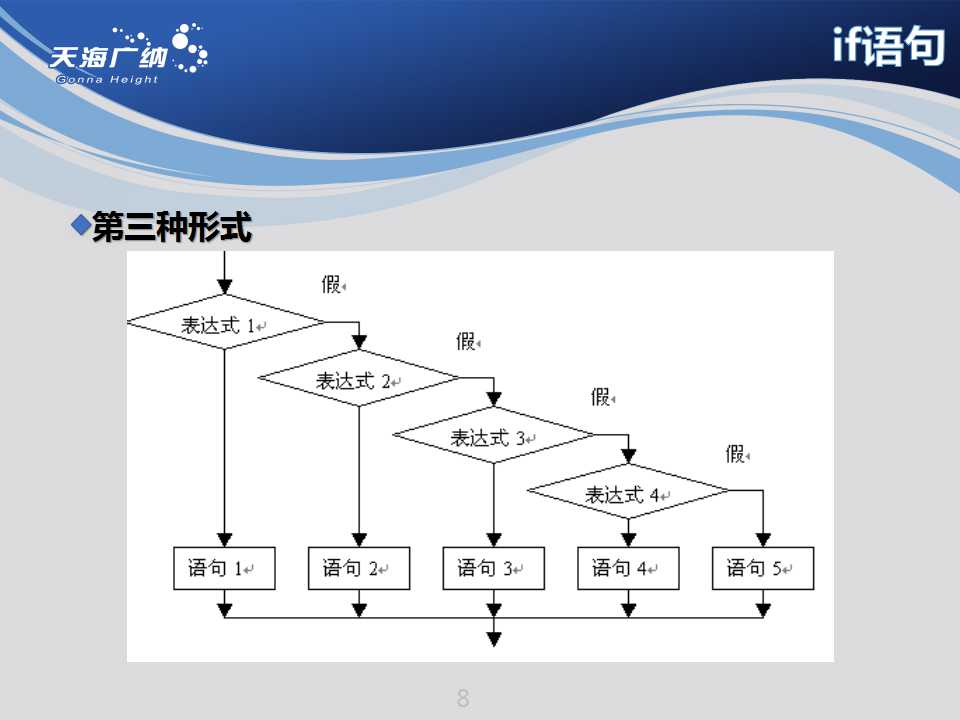 天海广纳
Gonna Height
if语句
第三种形式
假
表达式 1
假
表达式 2
假
表达式 3
假
表达式 4
语句 1
语句 2
语句 3
语句 4
语句 5
8